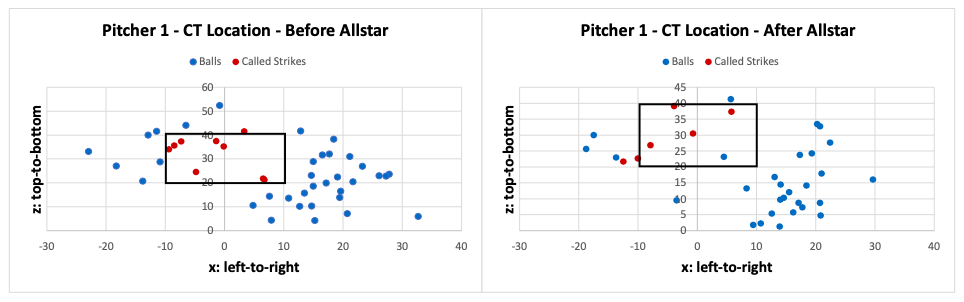 Pitcher 1 - CT Location - Before Allstar
Balls Called Strikes
z: top-to-bottom
60
50
40
30
20
10
0
-30 -20 -10 0 10 20 30 40
x: left-to-right
Pitcher 1 - CT Location - After Allstar
Balls Called Strikes
z: top-to-bottom
45
40
35
30
25
20
15
10
5
0
-30 -20 -10 0 10 20 30 40
x: left-to-right